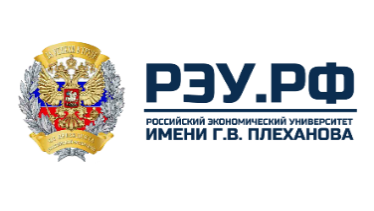 РЭУ.РФ
РОССИЙСКИЙ ЭКОНОМИЧЕСКИЙ УНИВЕРСИТЕТ
ИМЕНИ Г.В. ПЛЕХАНОВА